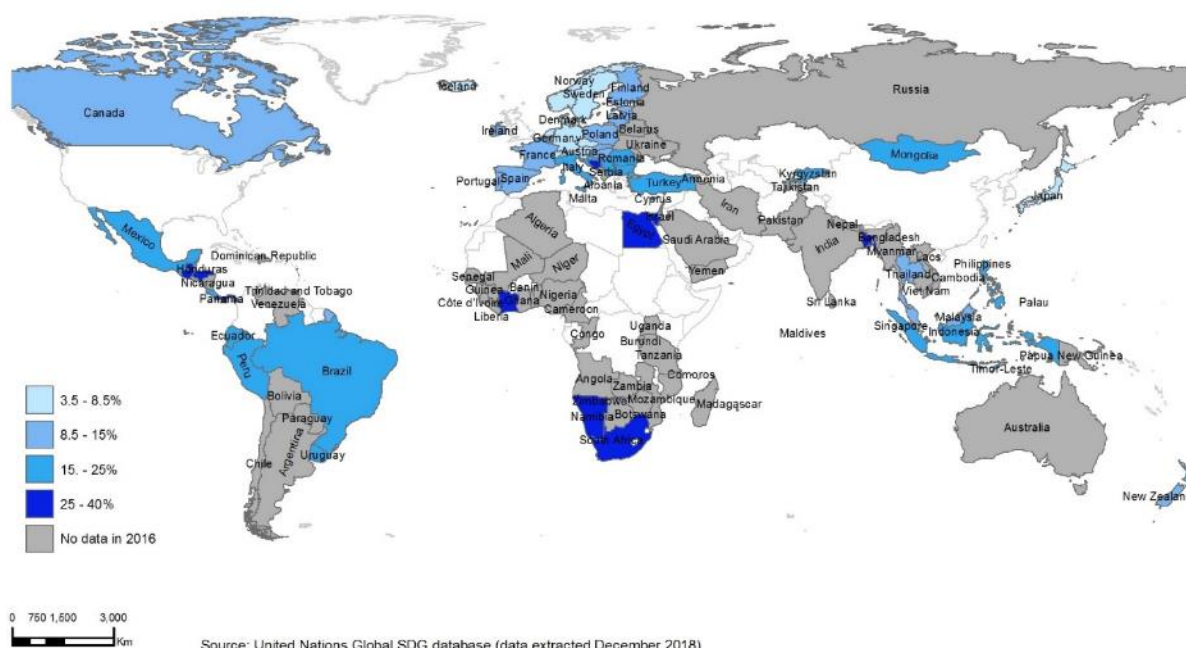 Norway
Finland
Iceland
Sweden
Estonia
Russia
Latvia
Denmark
Canada
Ireland
Belarus
Germany
Poland
Ukraine
Austria
France
Romania
Mongolia
Italy
Serbia
Kyrgyzstan
Portugal
Spain
Albania
Turkey
Armenia
Tajikistan
Japan
Malta
Cyprus
Israel
Iran
Pakistan
Nepal
Mexico
Algeria
Egypt
Saudi Arabia
India
Bangladesh
Myanmar
Laos
Dominican Republic
Honduras
Mali
Niger
Yemen
Thailand
Cambodia
Philippines
Nicaragua
Senegal
Guinea
Benin
Nigeria
Viet Nam
Panama
Trinidad and Tobago
Venezuela
Côte d'Ivoire
Ghana
Cameroon
Sri Lanka
Palau
Liberia
Maldives
Malaysia
Uganda
Singapore
Indonesia
Ecuador
Congo
Burundi
Tanzania
Papua New Guinea
Peru
Brazil
Comoros
Timor-Leste
Angola
Zambia
3.5 - 8.5%
Bolivia
Zimbabwe
Mozambique
Madagascar
Namibia
Botswana
8.5 - 15%
Paraguay
Australia
South Africa
Argentina
Uruguay
Chile
15. - 25%
25 - 40%
New Zealan
No data in 2016
0 750 1,500 3,000
Km
Source: United Nations Global SDG database (data extracted December 2018)